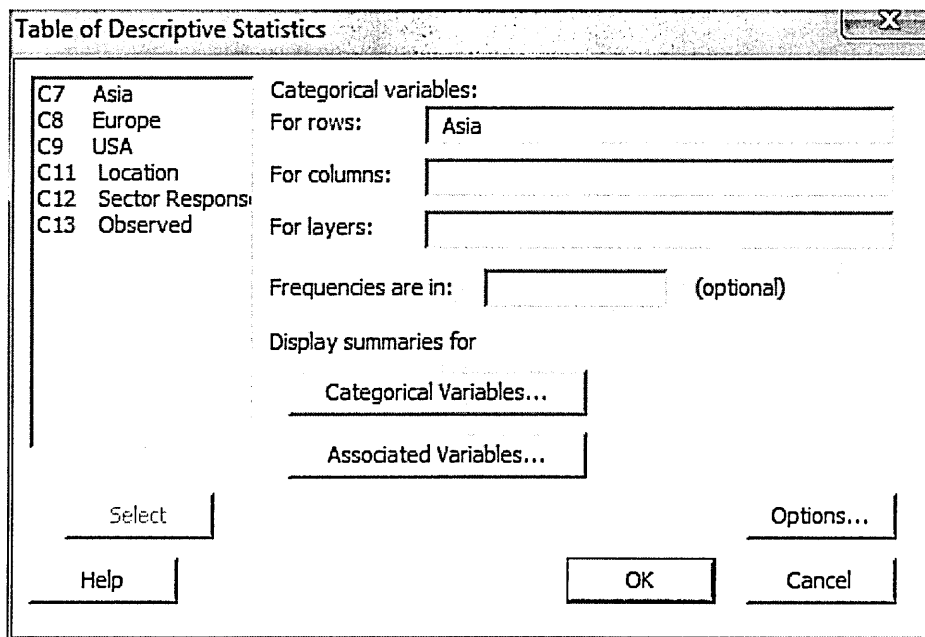 Table of Descriptive Statistics
X
C7 Asia
C8 Europe
C9 USA
C11 Location
C12 Sector Respons
C13 Observed
Categorical variables:
For rows: Asia
For columns:
For layers:
Frequencies are in: (optional)
Display summaries for
Categorical Variables...
Associated Variables...
Select
Options...
Help
OK
Cancel